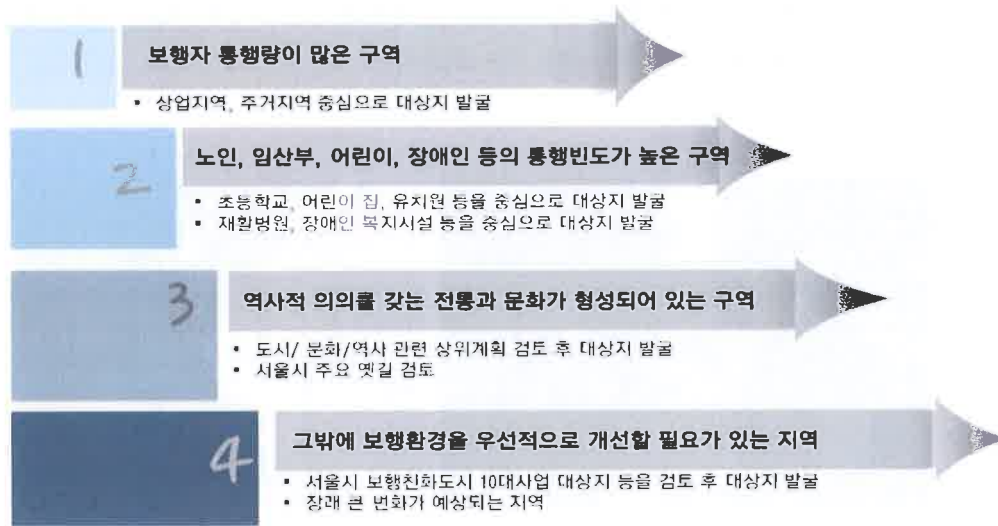 1
보행자 통행량이 많은 구역
• 상업지역, 주거지역 중심으로 대상지 발굴
2
노인, 임산부, 어린이, 장애인 등의 통행빈도가 높은 구역
• 초등학교, 어린이 집, 유치원 등을 중심으로 대상지 발굴
• 재활병원, 장애인 복지시설 등을 중심으로 대상지 발굴
3
역사적 의의를 갖는 전통과 문화가 형성되어 있는 구역
• 도시/ 문화/역사 관련 상위계획 검토 후 대상지 발굴
• 서울시 주요 옛길 검토
4
그밖에 보행환경을 우선적으로 개선할 필요가 있는 지역
• 서울시 보행친화도시 10대사업 대상지 등을 검토 후 대상지 발굴
• 장래 큰 변화가 예상되는 지역